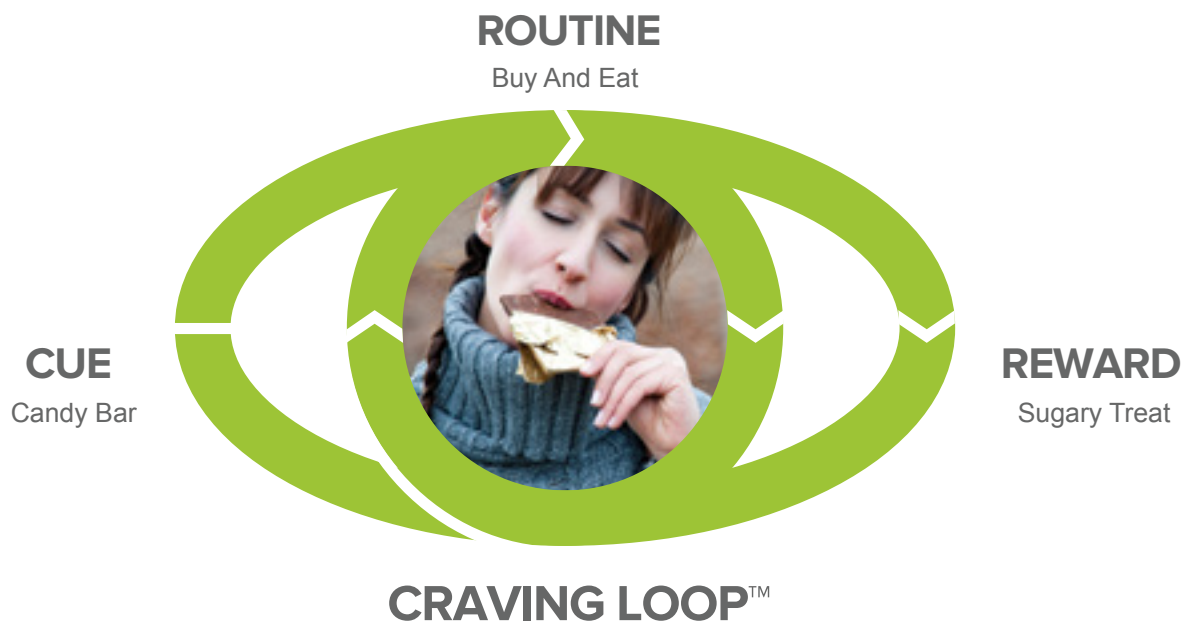 ROUTINE
Buy And Eat
CUE
Candy Bar
REWARD
Sugary Treat
CRAVING LOOP™